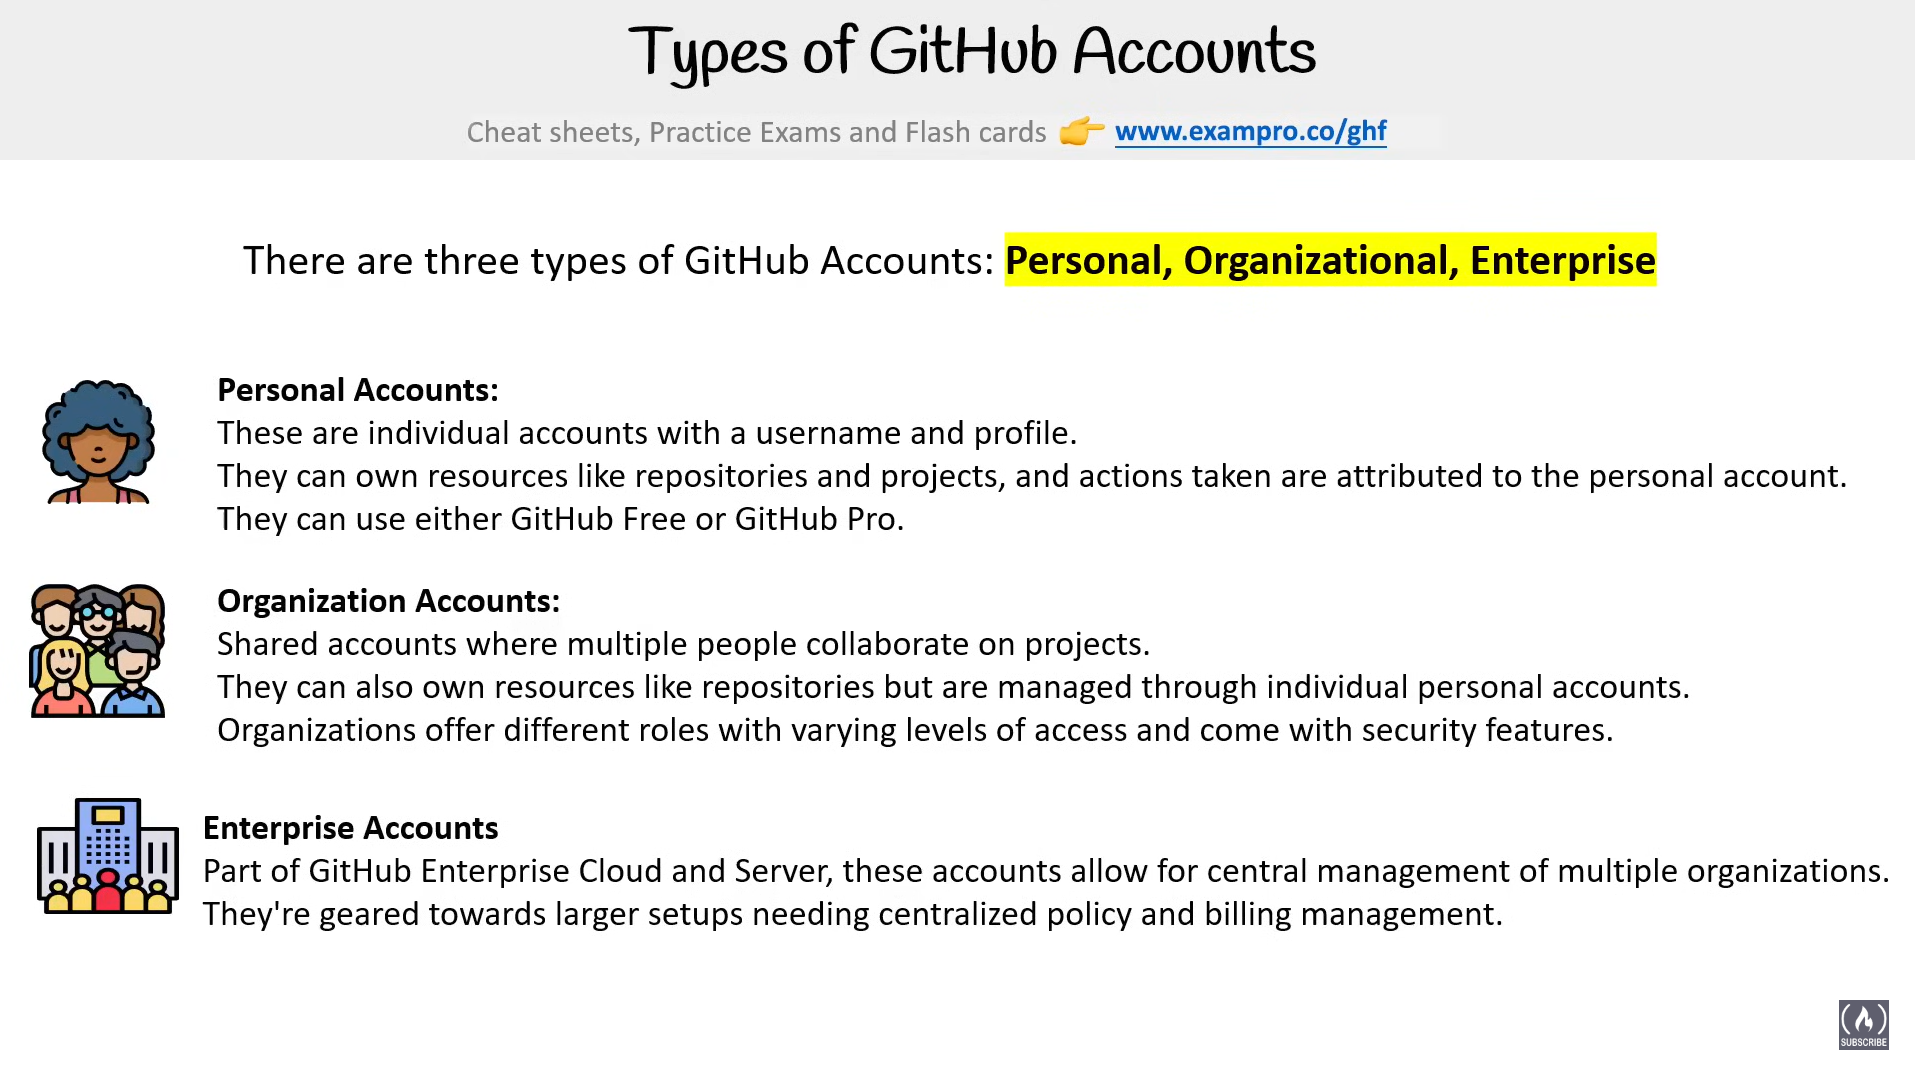 Types of GitHub Accounts
Cheat sheets, Practice Exams and Flash cards 👉 www.exampro.co/ghf
There are three types of GitHub Accounts: Personal, Organizational, Enterprise
Personal Accounts:
These are individual accounts with a username and profile.
They can own resources like repositories and projects, and actions taken are attributed to the personal account.
They can use either GitHub Free or GitHub Pro.
Organization Accounts:
Shared accounts where multiple people collaborate on projects.
They can also own resources like repositories but are managed through individual personal accounts.
Organizations offer different roles with varying levels of access and come with security features.
Enterprise Accounts
Part of GitHub Enterprise Cloud and Server, these accounts allow for central management of multiple organizations.
They're geared towards larger setups needing centralized policy and billing management.
SUBSCRIBE